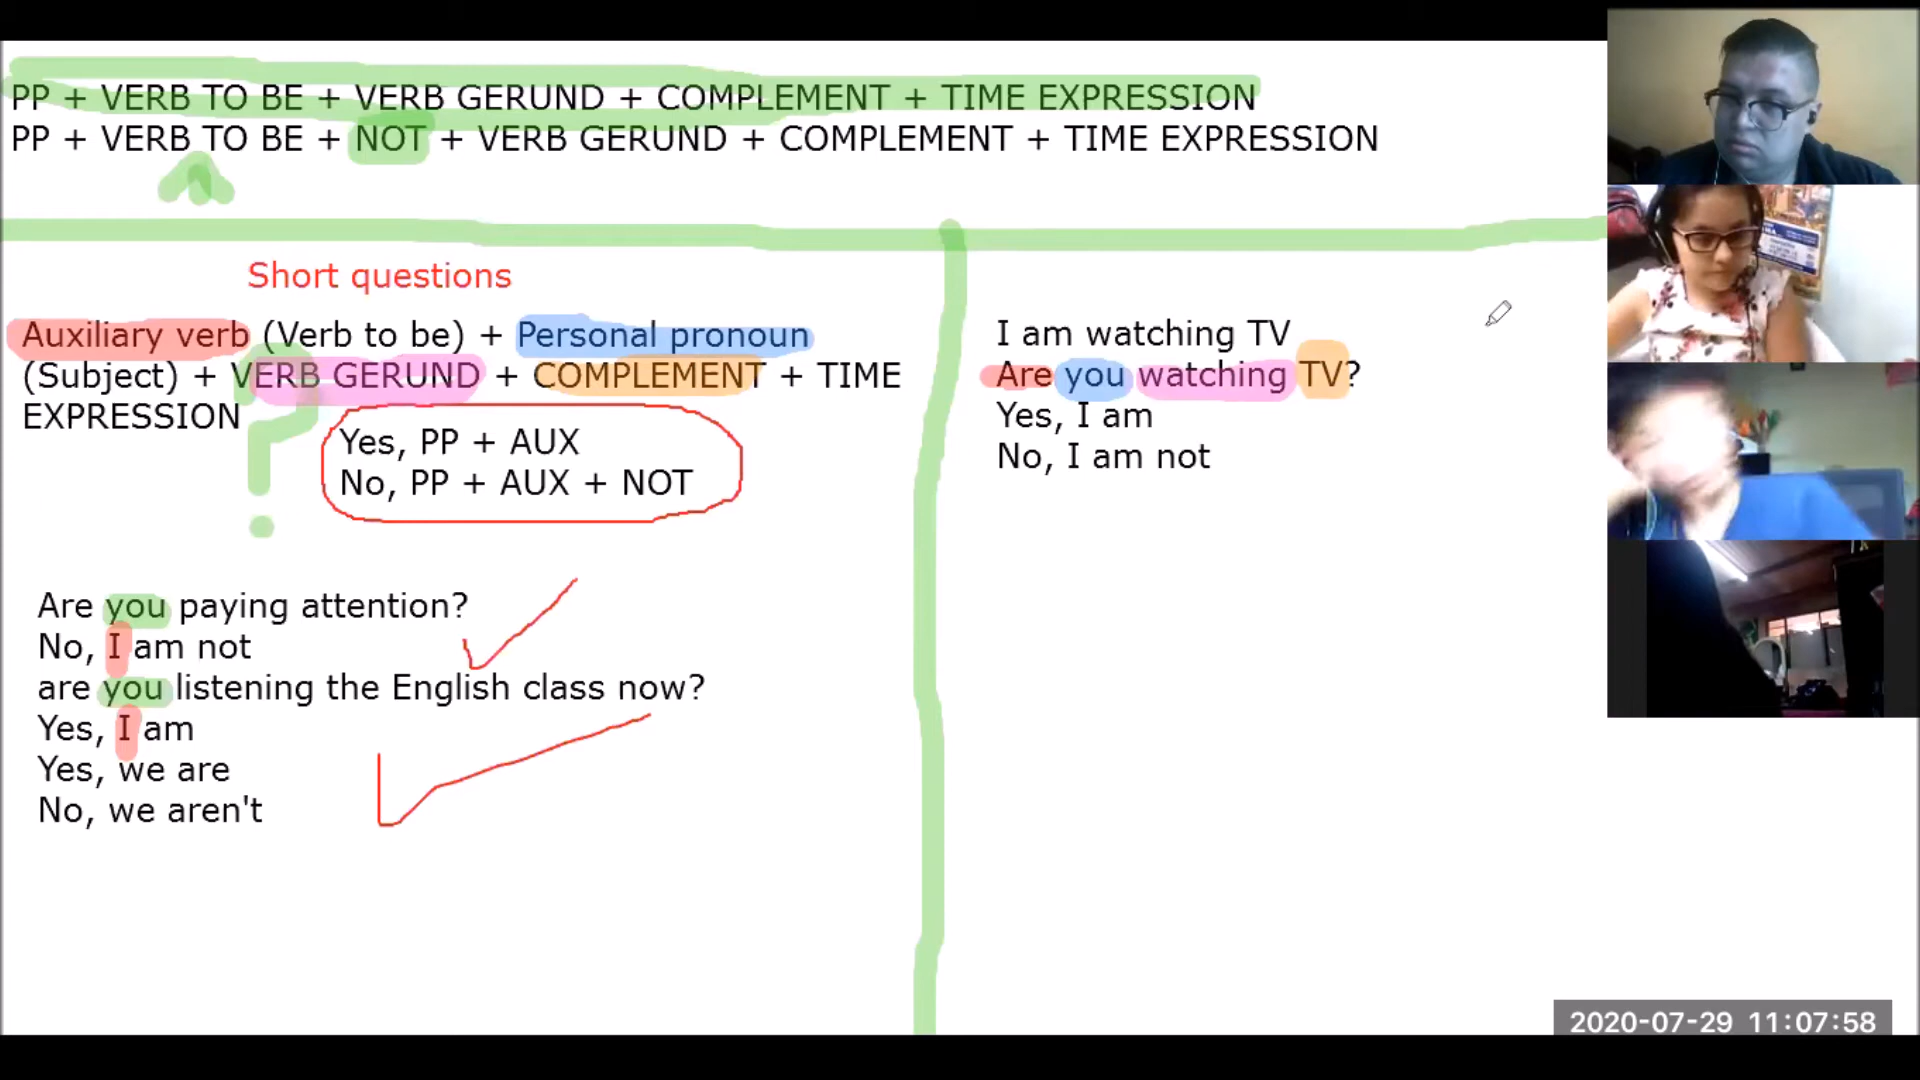 PP + VERB TO BE + VERB GERUND + COMPLEMENT + TIME EXPRESSION
PP + VERB TO BE + NOT + VERB GERUND + COMPLEMENT + TIME EXPRESSION
Short questions
Auxiliary verb (Verb to be) + Personal pronoun
(Subject) + VERB GERUND + COMPLEMENT + TIME
EXPRESSION
?
Yes, PP + AUX
No, PP + AUX + NOT
Are you paying attention?
No, I am not
are you listening the English class now?
Yes, I am
Yes, we are
No, we aren't
I am watching TV
Are you watching TV?
Yes, I am
No, I am not
2020-07-29 11:07:58